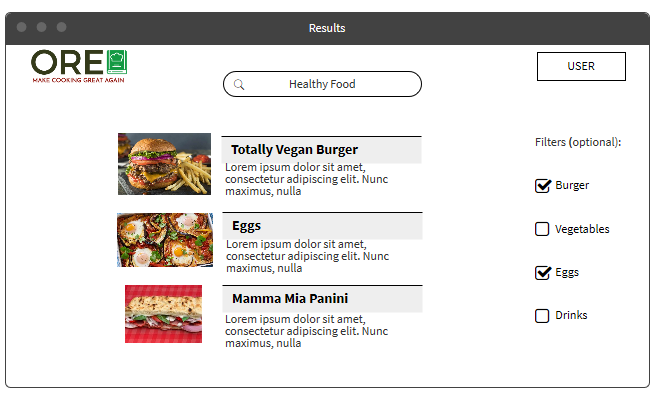 Results
ORE
MAKE COOKING GREAT AGAIN
USER
Healthy Food
Filters (optional):
Totally Vegan Burger
Lorem ipsum dolor sit amet,
consectetur adipiscing elit. Nunc
maximus, nulla
Burger
Eggs
Lorem ipsum dolor sit amet,
consectetur adipiscing elit. Nunc
maximus, nulla
Vegetables
Eggs
Mamma Mia Panini
Lorem ipsum dolor sit amet,
consectetur adipiscing elit. Nunc
maximus, nulla
Drinks